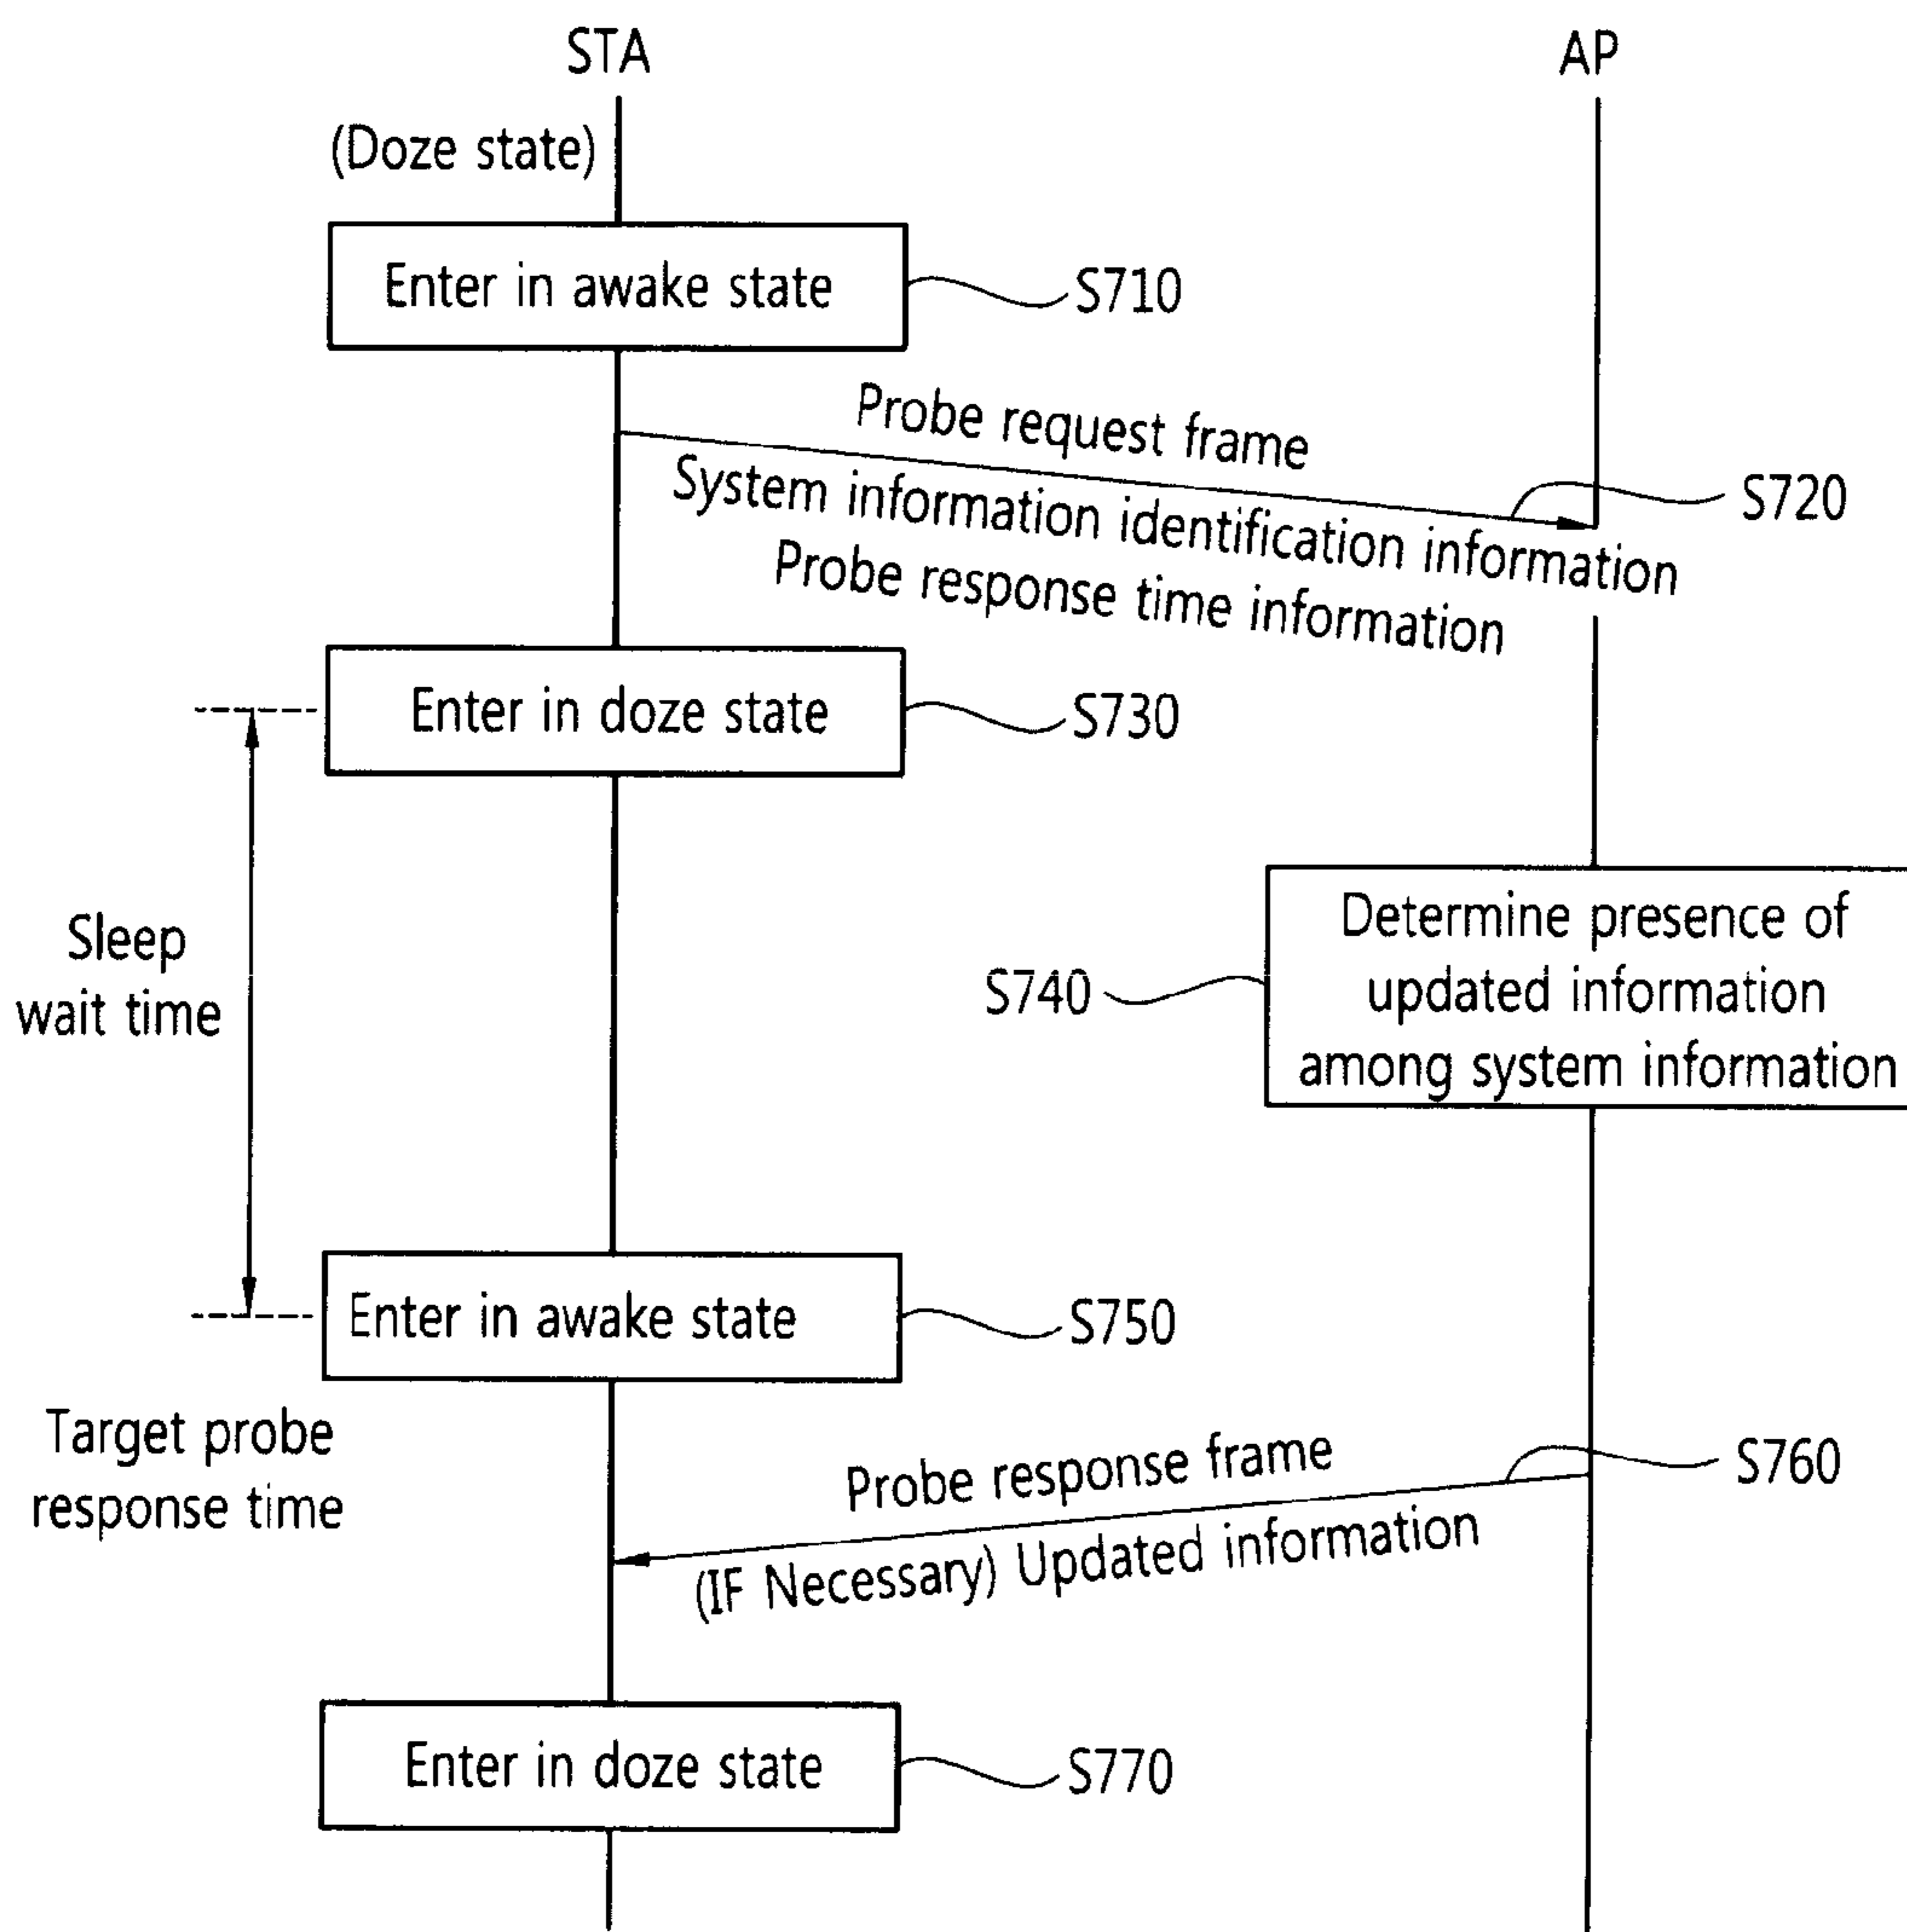 STA
AP
(Doze state)
Enter in awake state
S710
Probe request frame
S720
System information identification information
Probe response time information
Enter in doze state
S730
Sleep
wait time
Determine presence of
updated information
among system information
S740
Enter in awake state
S750
Target probe
response time
Probe response frame
S760
(IF Necessary) Updated information
Enter in doze state
S770